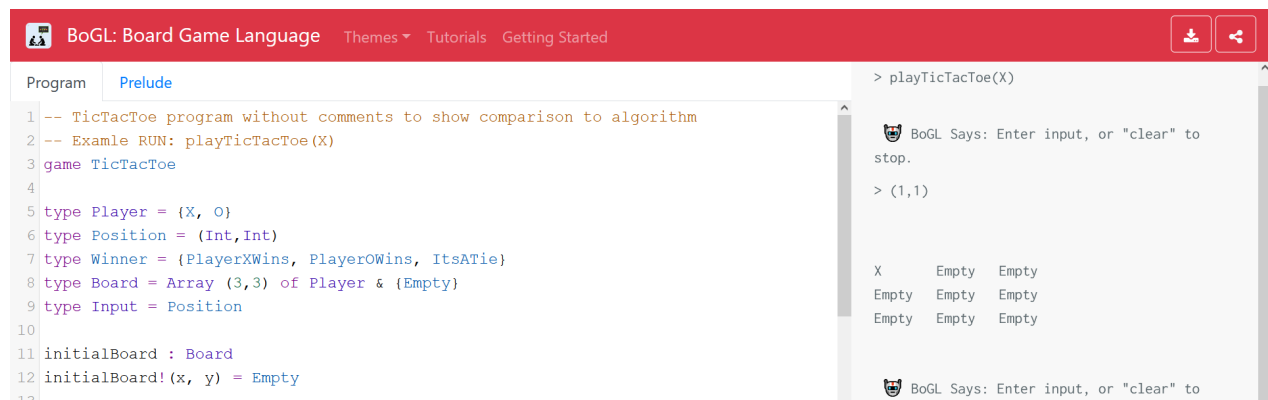 BoGL: Board Game Language Themes Tutorials Getting Started
Program Prelude
1 -- TicTacToe program without comments to show comparison to algorithm
2 -- Examle RUN: playTicTacToe(X)
3 game TicTacToe
4
5 type Player = {X, O}
6 type Position = (Int,Int)
7 type Winner = {PlayerXWins, PlayerOWins, ItsATie}
8 type Board = Array (3,3) of Player & {Empty}
9 type Input = Position
10
11 initialBoard : Board
12 initialBoard!(x, y) = Empty
13
> playTicTacToe(X)
BoGL Says: Enter input, or "clear" to
stop.
> (1,1)
X Empty Empty
Empty Empty Empty
Empty Empty Empty
BoGL Says: Enter input, or "clear" to